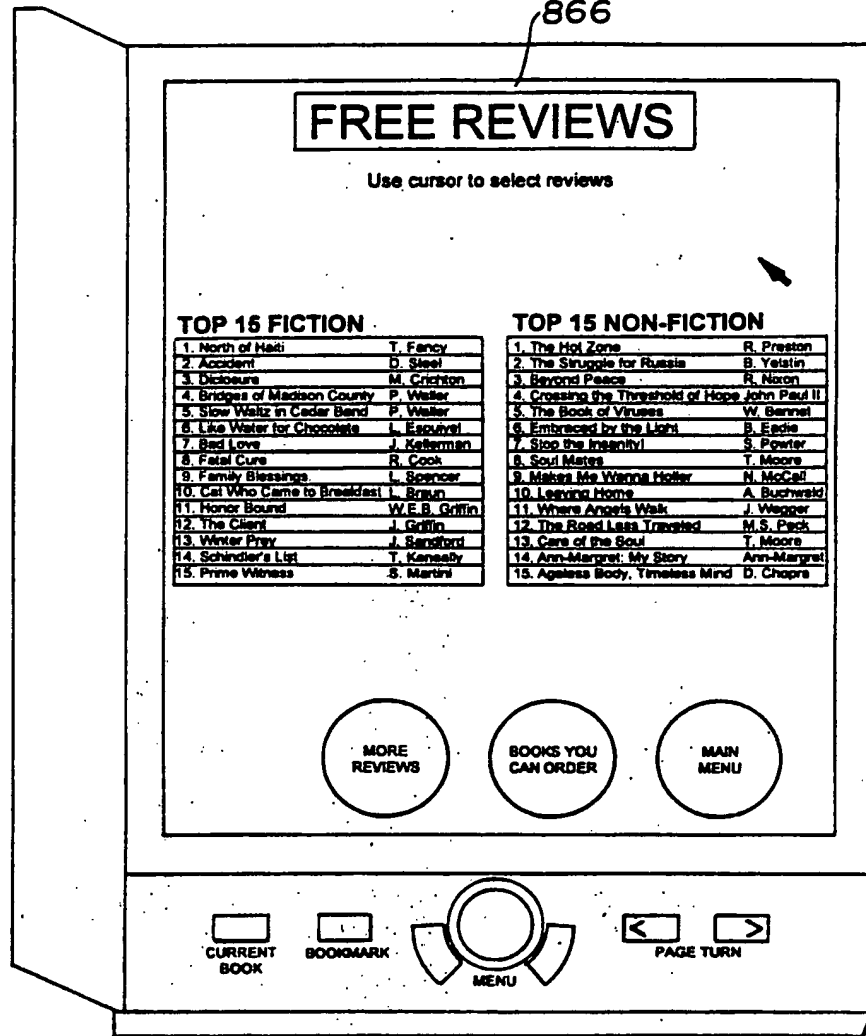 866
FREE REVIEWS
Use cursor to select reviews
TOP 15 FICTION
1. North of Haiti T. Fancy
2. Accident D. Steel
3. Diclosure M. Crichton
4. Bridges of Madison County P. Waller
5. Slow Waltz in Cedar Bend P. Waller
6. Like Water for Chocolate L. Esquivel
7. Bad Love J. Kellerman
8. Fatal Cure R. Cook
9. Family Blessings L. Spencer
10. Cat Who Came to Breakfast L. Braun
11. Honor Bound W.E.B. Griffin
12. The Client J. Griffin
13. Winter Prey J. Sandford
14. Schindler's List T. Keneally
15. Prime Witness S. Martini
TOP 15 NON-FICTION
1. The Hot Zone R. Preston
2. The Struggle for Russia B. Yelstin
3. Beyond Peace R. Nixon
4. Crossing the Threshold of Hope John Paul II
5. The Book of Virues W. Bennet
6. Embraced by the Light B. Eadie
7. Stop the Insanity! S. Powter
8. Soul Mates T. Moore
9. Makes Me Wanna Holler N. McCall
10. Leaving Home A. Buchwald
11. Where Angels Walk J. Wegger
12. The Road Less Traveled M.S. Peck
13. Care of the Soul T. Moore
14. Ann-Margret: My Story Ann-Margret
15. Ageless Body, Timeless Mind D. Chopra
MORE
REVIEWS
BOOKS YOU
CAN ORDER
MAIN
MENU
CURRENT
BOOK
BOOKMARK
MENU
< >
PAGE TURN